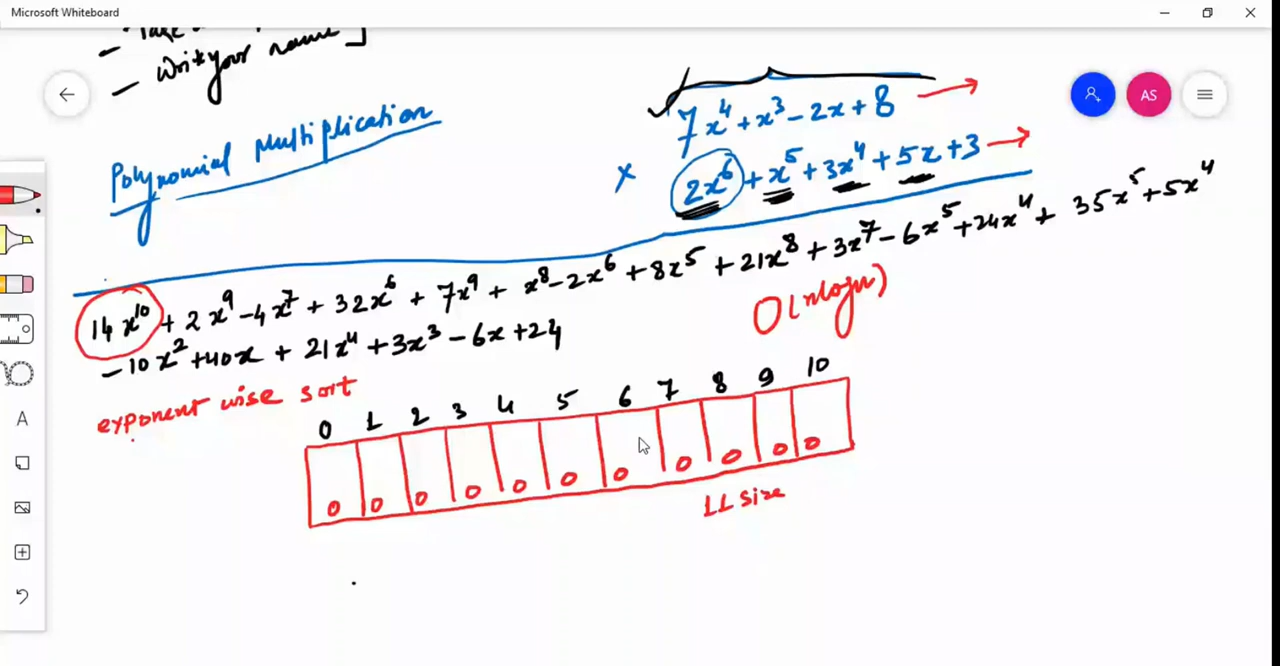 Microsoft Whiteboard
- Take
- Write your name ]
Polynomial Multiplication
7x⁴ + x³ - 2x + 8
x 2x⁶ + x⁵ + 3x⁴ + 5x + 3
AS
14x¹⁰ + 2x⁹ - 4x⁷ + 32x⁶ + 7x⁹ + x⁸ - 2x⁶ + 8x⁵ + 21x⁸ + 3x⁷ - 6x⁵ + 24x⁴ + 35x⁵ + 5x⁴
- 10x² + 40x + 21x⁴ + 3x³ - 6x + 24
O(nlogn)
exponent wise sort
0 1 2 3 4 5 6 7 8 9 10
0 0 0 0 0 0 0 0 0 0 0
11 size
A